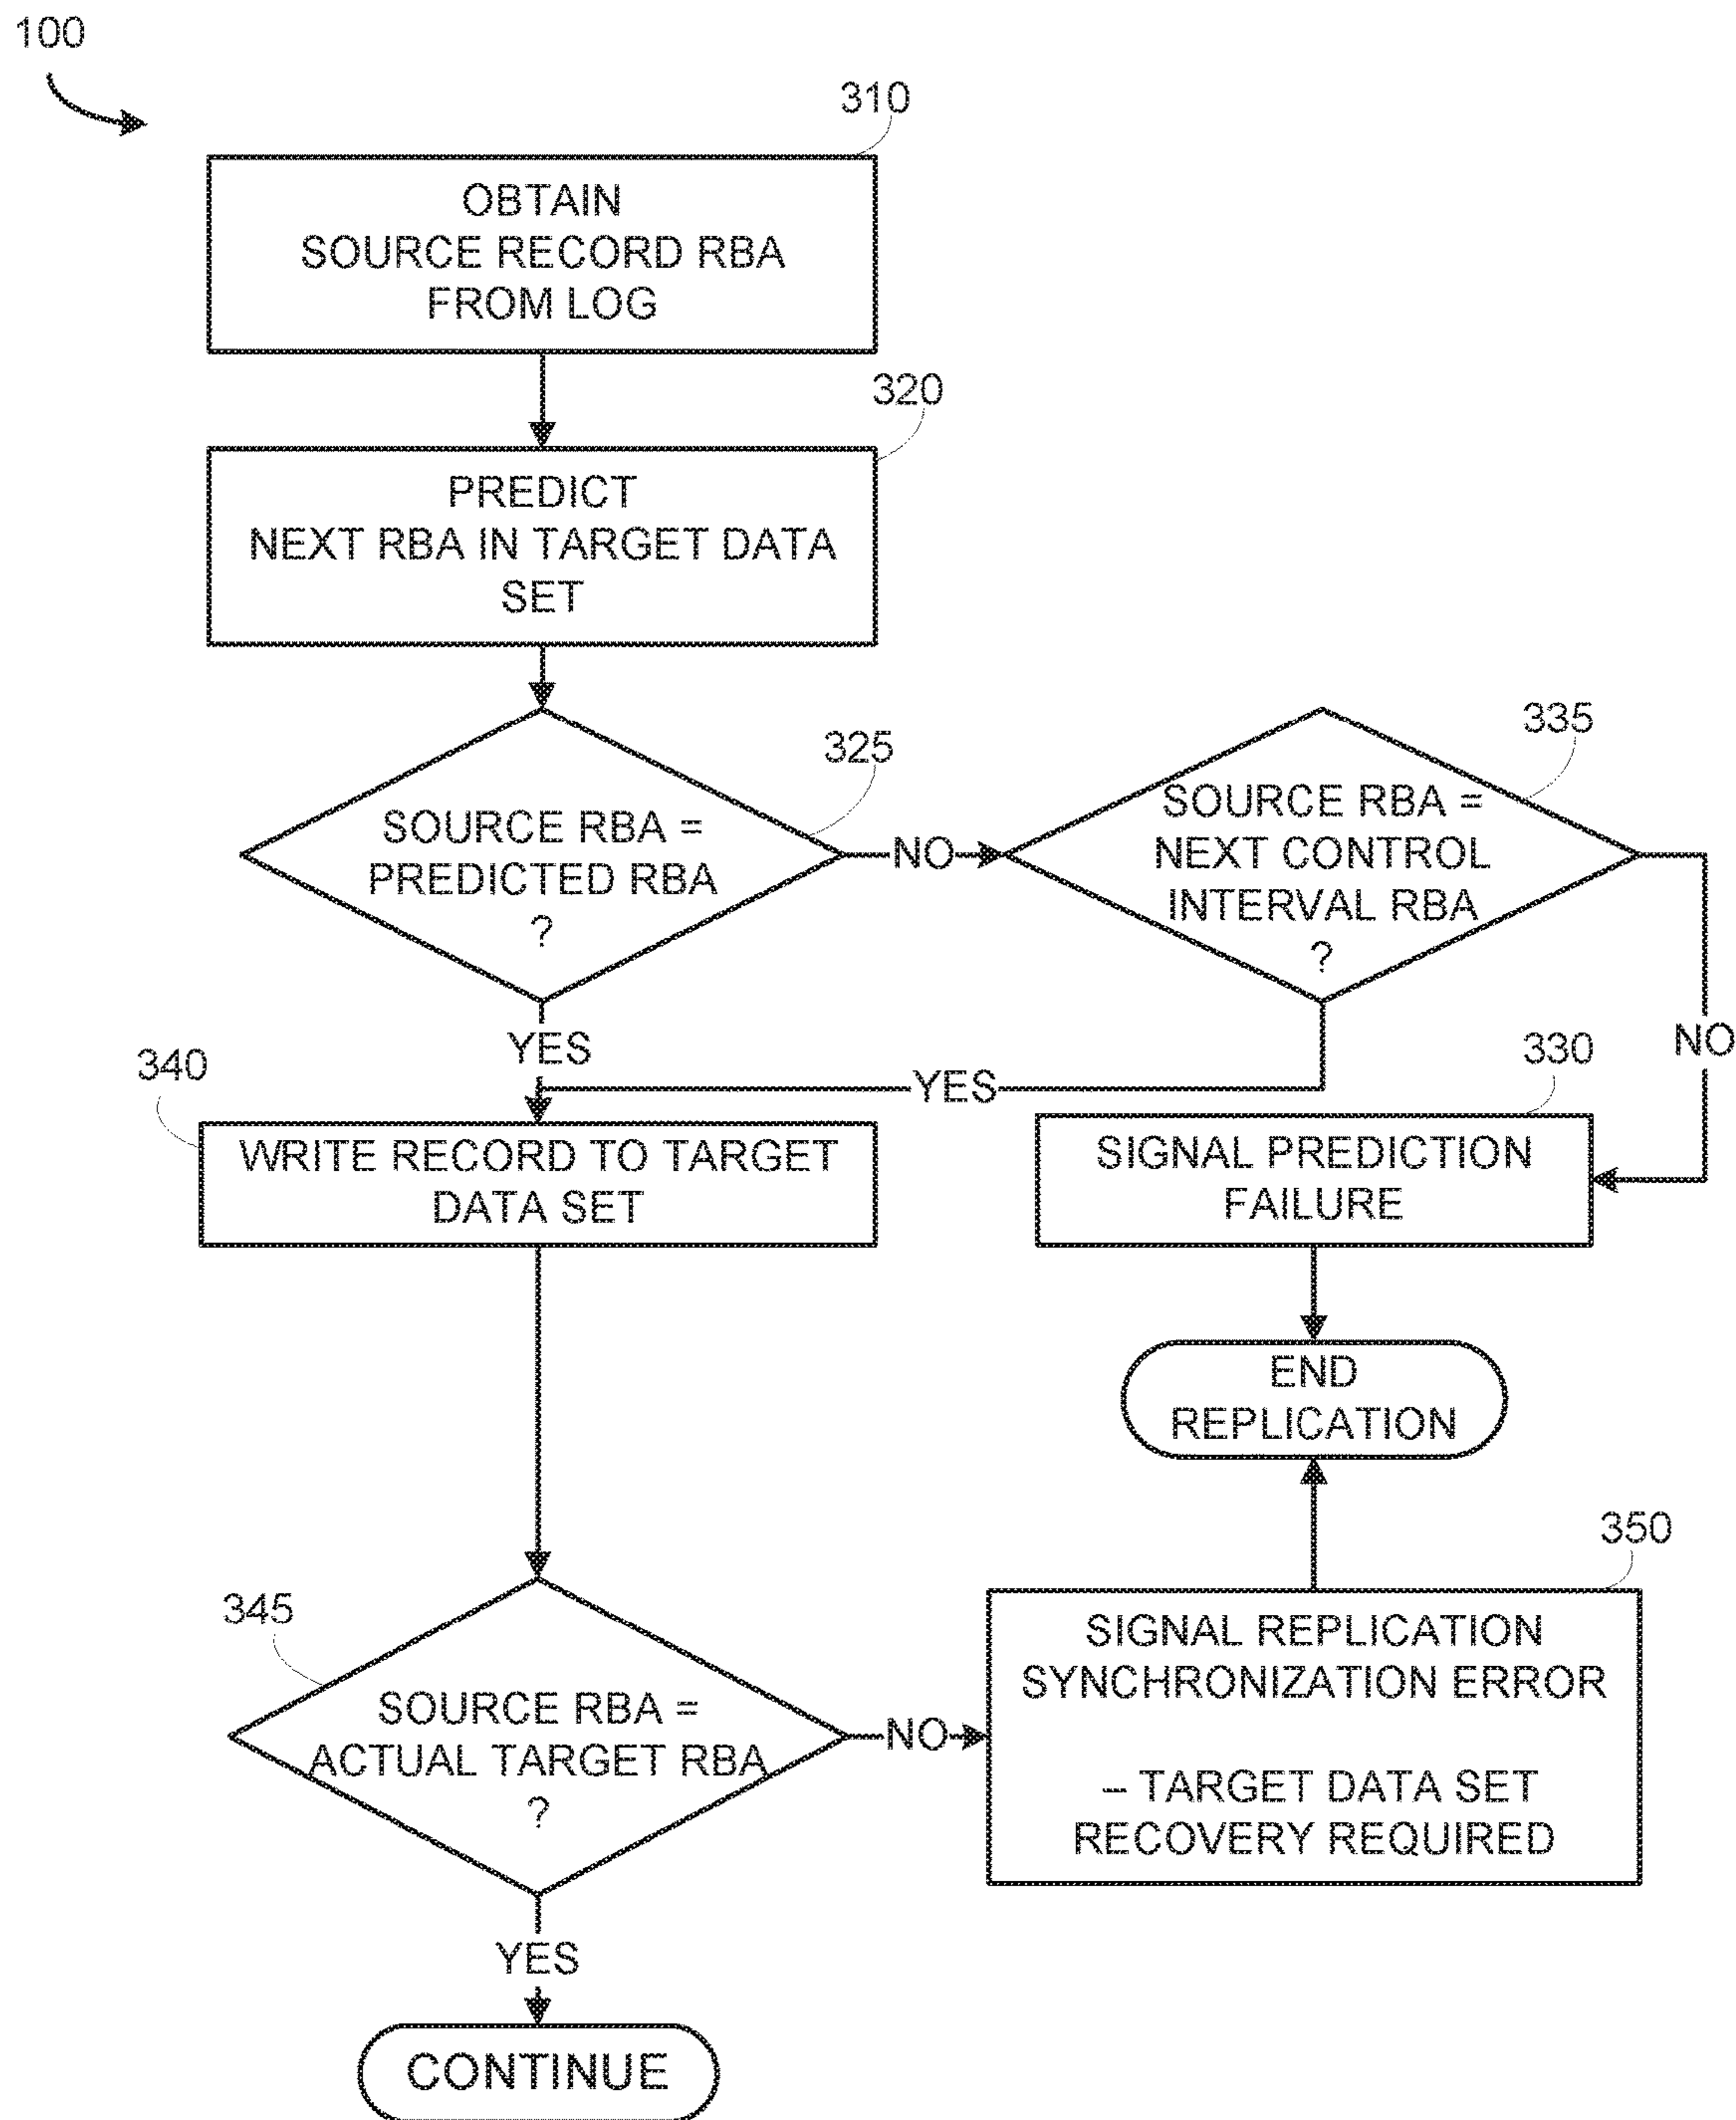 100
310
OBTAIN
SOURCE RECORD RBA
FROM LOG
320
PREDICT
NEXT RBA IN TARGET DATA
SET
325
SOURCE RBA =
PREDICTED RBA
?
NO
335
SOURCE RBA =
NEXT CONTROL
INTERVAL RBA
?
NO
YES
YES
340
WRITE RECORD TO TARGET
DATA SET
330
SIGNAL PREDICTION
FAILURE
END
REPLICATION
345
SOURCE RBA =
ACTUAL TARGET RBA
?
NO
350
SIGNAL REPLICATION
SYNCHRONIZATION ERROR
– TARGET DATA SET
RECOVERY REQUIRED
YES
CONTINUE